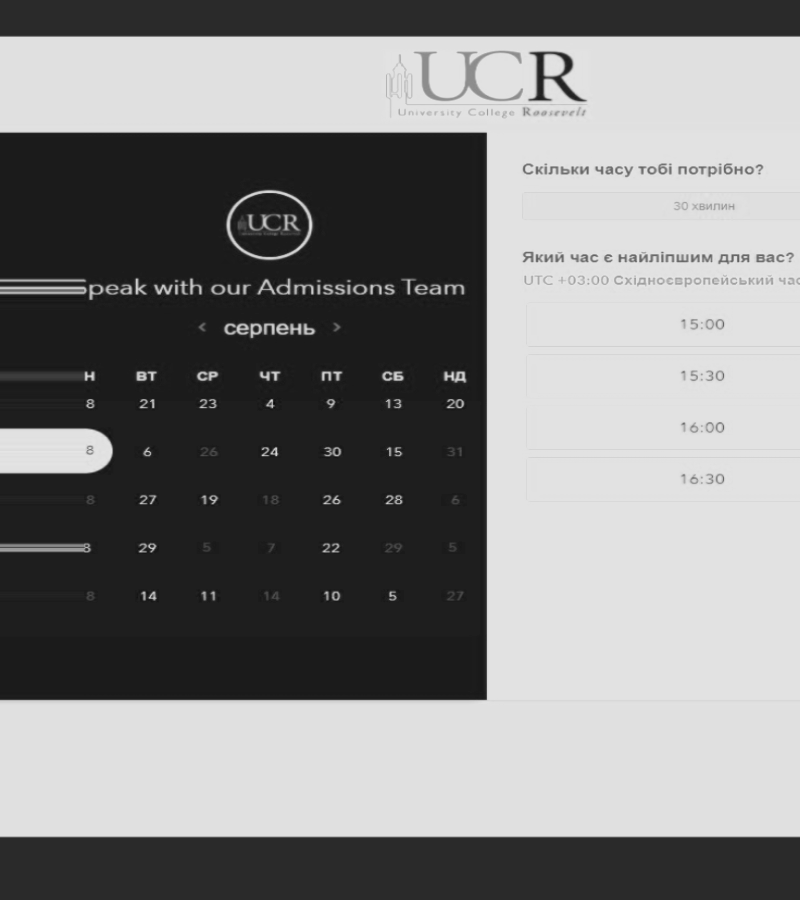 UCR
University College Roosevelt
UCR
peak with our Admissions Team
< серпень >
Н ВТ СР ЧТ ПТ СБ НД
8 21 23 4 9 13 20
8 6 26 24 30 15 31
8 27 19 18 26 28 6
8 29 5 7 22 29 5
8 14 11 14 10 5 27
Скільки часу тобі потрібно?
30 хвилин
Який час є найліпшим для вас?
UTC +03:00 Східноєвропейський час
15:00
15:30
16:00
16:30